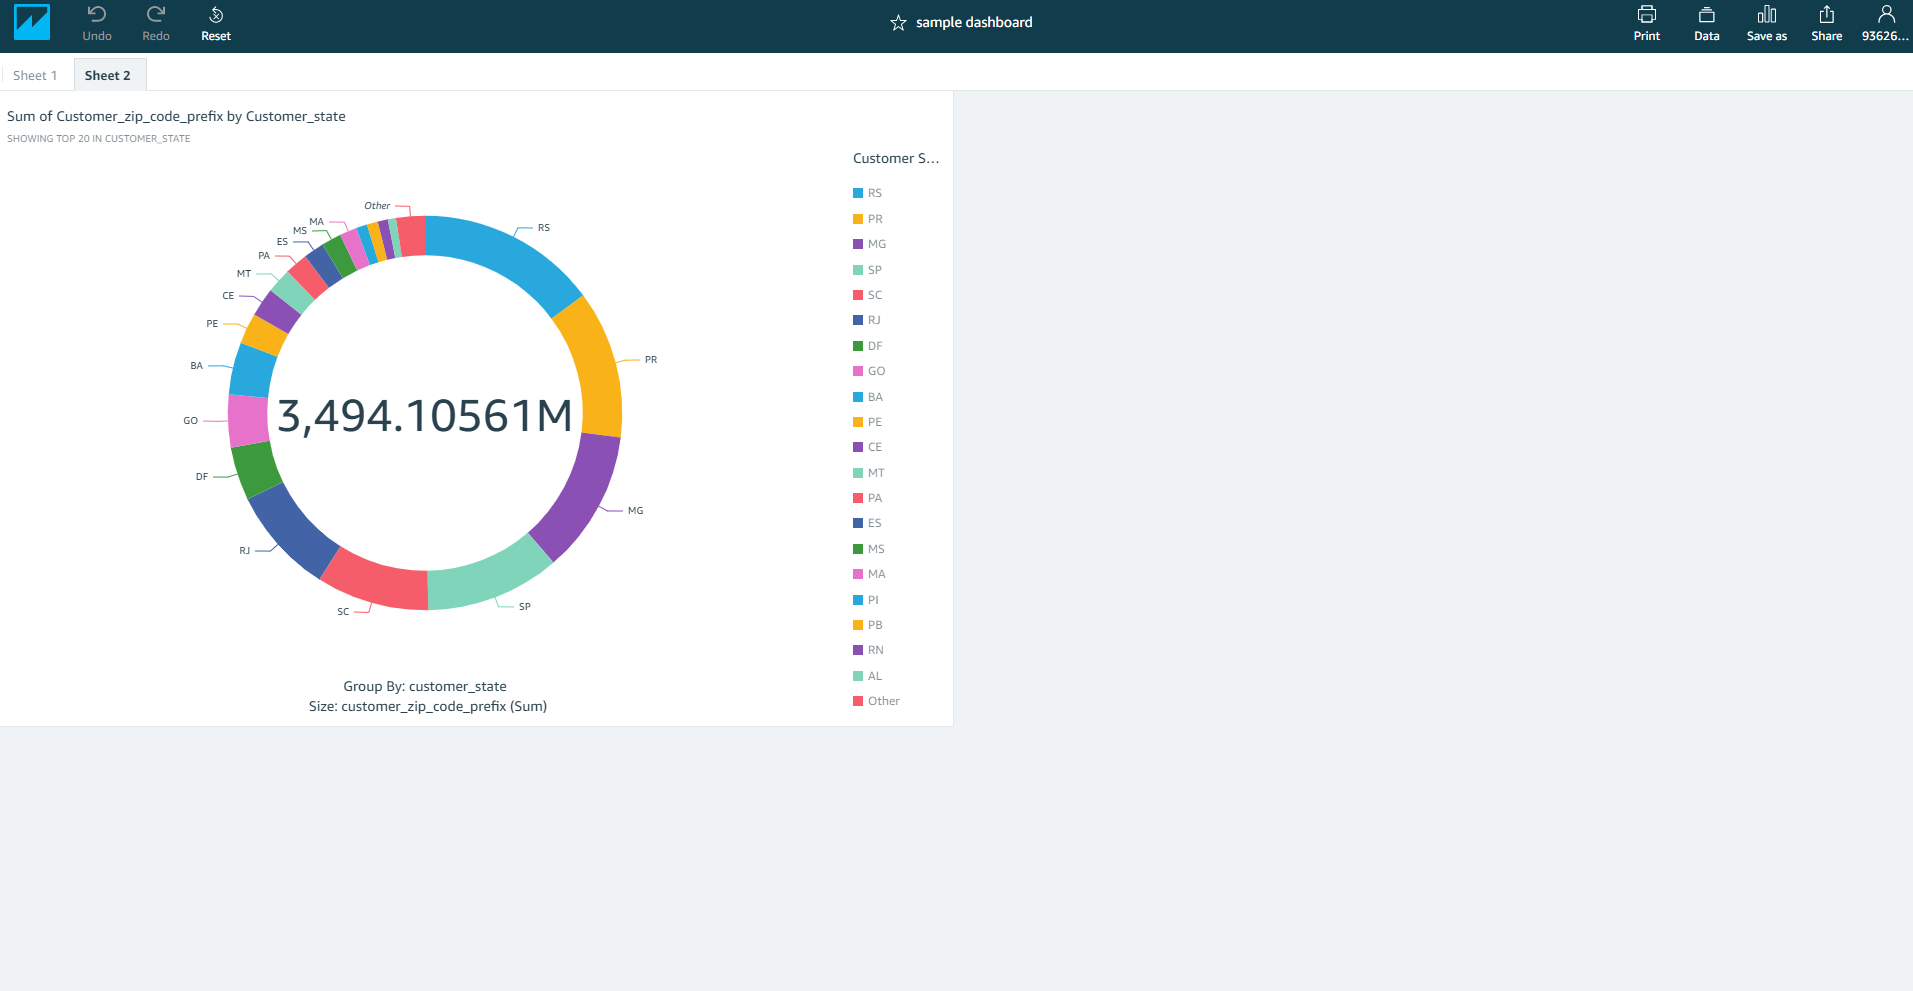 Undo Redo Reset
sample dashboard
Print Data Save as Share 93626...
Sheet 1 Sheet 2
Sum of Customer_zip_code_prefix by Customer_state
SHOWING TOP 20 IN CUSTOMER_STATE
Other
MA
MS
ES
PA
MT
CE
PE
BA
GO
DF
RJ
SC
RS
PR
MG
SP
3,494.10561M
Group By: customer_state
Size: customer_zip_code_prefix (Sum)
Customer S...
RS
PR
MG
SP
SC
RJ
DF
GO
BA
PE
CE
MT
PA
ES
MS
MA
PI
PB
RN
AL
Other